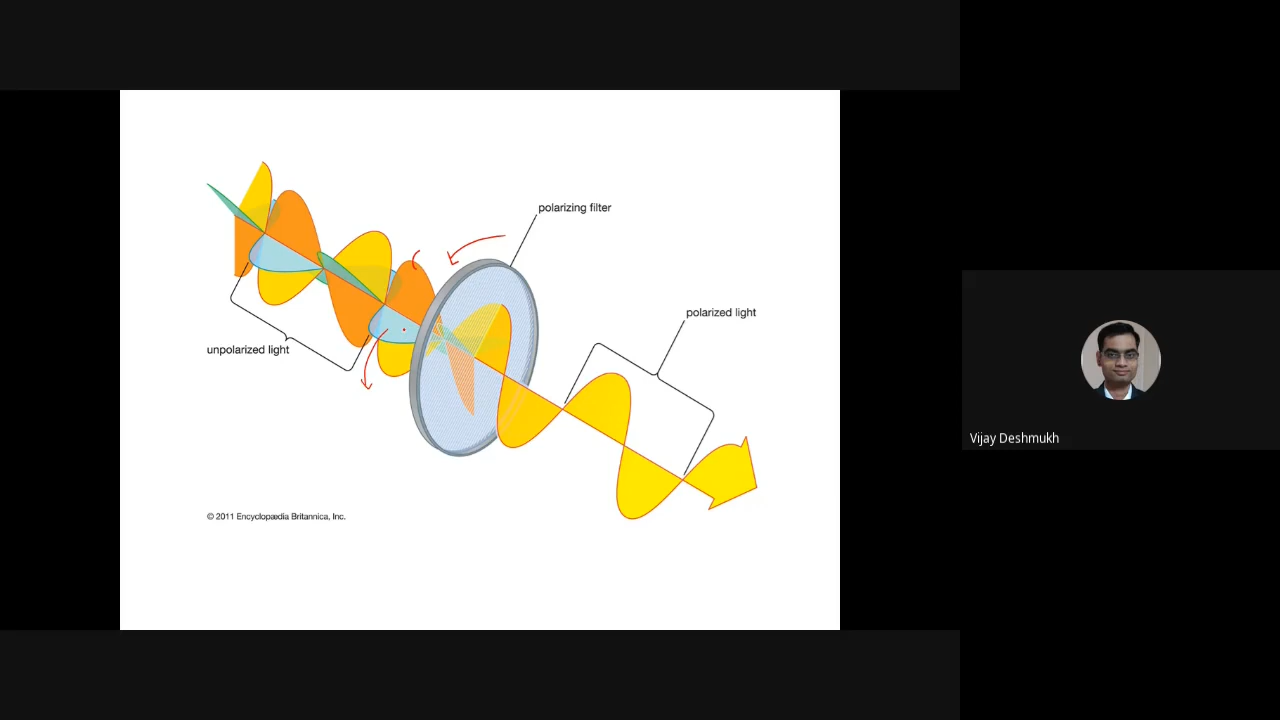 polarizing filter
polarized light
unpolarized light
© 2011 Encyclopædia Britannica, Inc.
Vijay Deshmukh